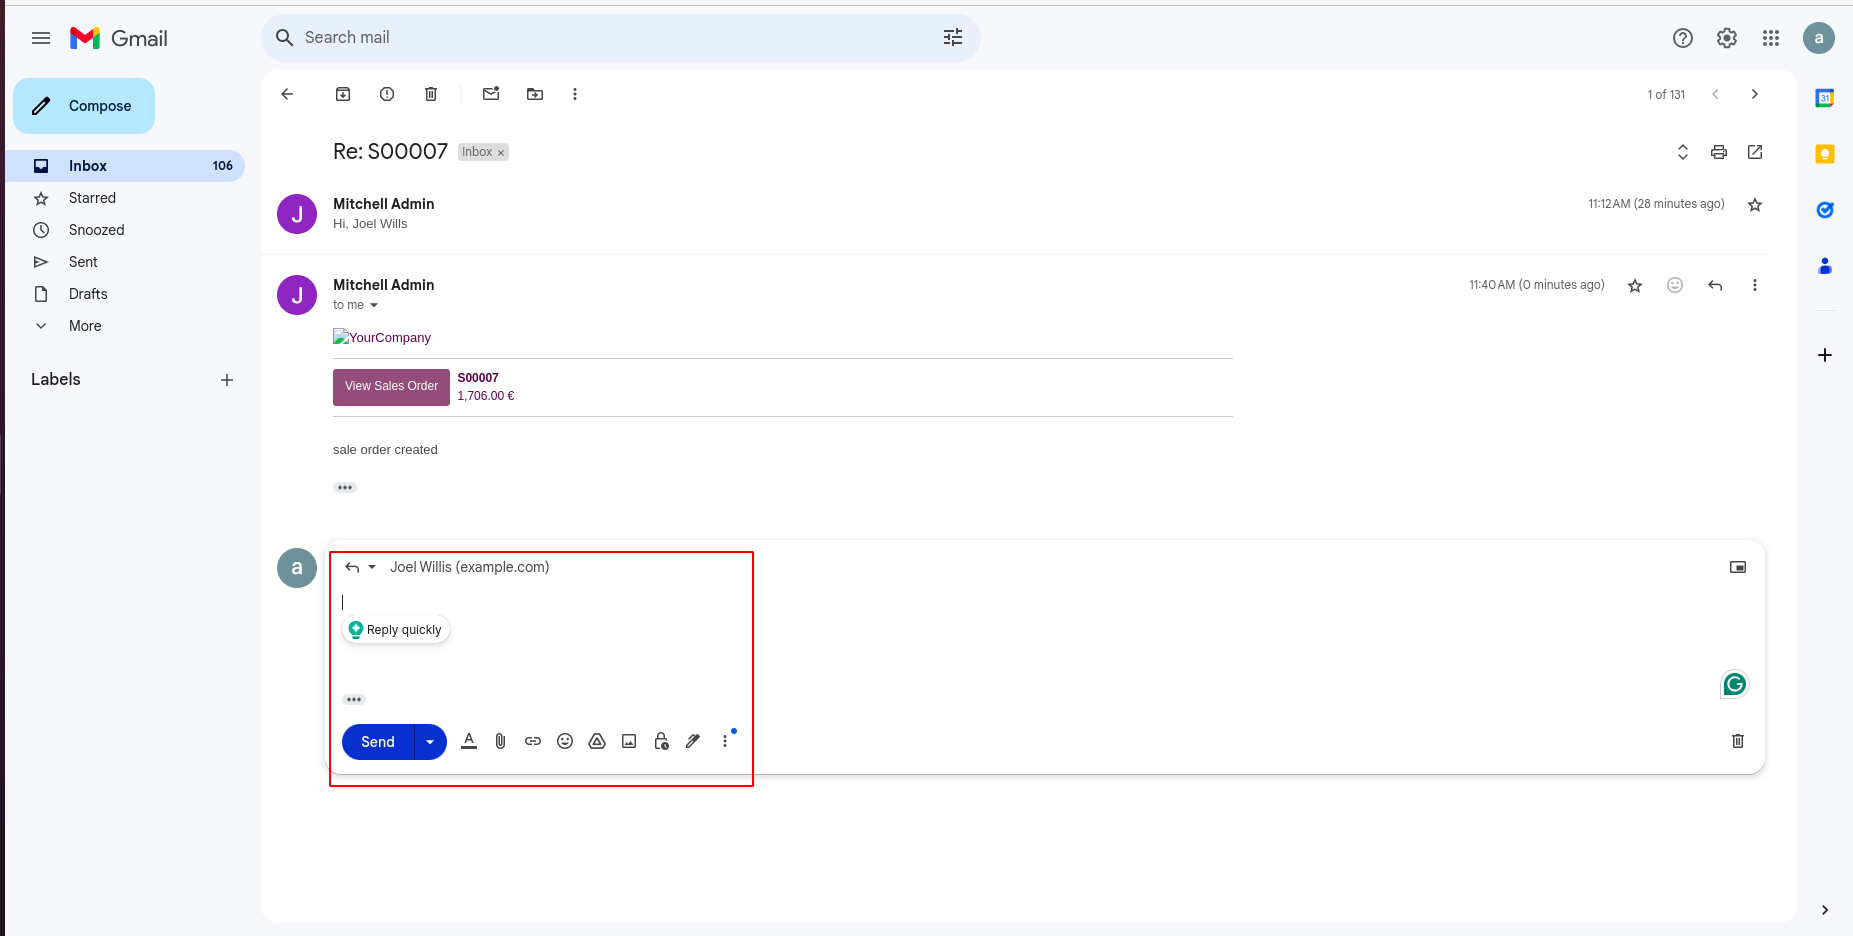 Gmail
Search mail
a
Compose
1 of 131
31
Re: S00007
Inbox ×
Inbox 106
Starred
Snoozed
Sent
Drafts
More
Labels
J
Mitchell Admin
11:12 AM (28 minutes ago)
Hi, Joel Wills
J
Mitchell Admin
11:40 AM (0 minutes ago)
to me
YourCompany
View Sales Order
S00007
1,706.00 €
sale order created
a
Joel Willis (example.com)
Reply quickly
G
Send
A